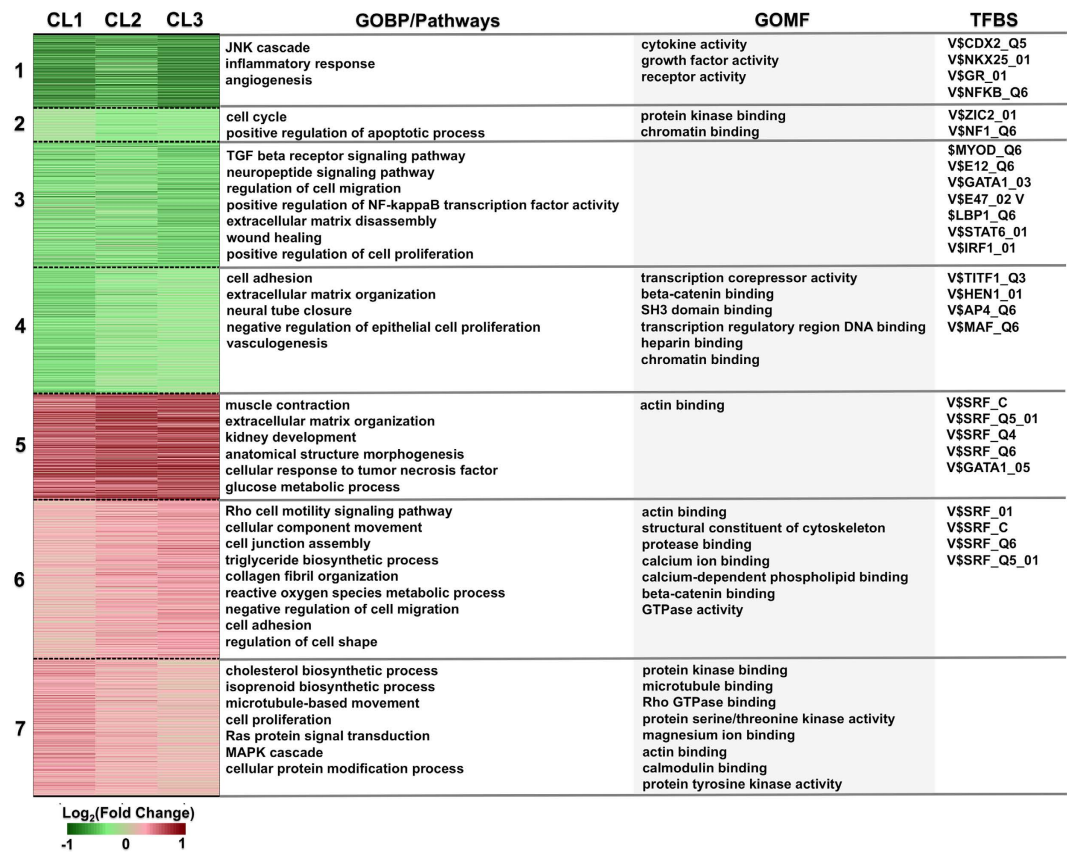 CL1 CL2 CL3 GOBP/Pathways GOMF TFBS
1
JNK cascade
inflammatory response
angiogenesis
cytokine activity
growth factor activity
receptor activity
V$CDX2_Q5
V$NKX25_01
V$GR_01
V$NFKB_Q6
2
cell cycle
positive regulation of apoptotic process
protein kinase binding
chromatin binding
V$ZIC2_01
V$NF1_Q6
3
TGF beta receptor signaling pathway
neuropeptide signaling pathway
regulation of cell migration
positive regulation of NF-kappaB transcription factor activity
extracellular matrix disassembly
wound healing
positive regulation of cell proliferation
$MYOD_Q6
V$E12_Q6
V$GATA1_03
V$E47_02 V
$LBP1_Q6
V$STAT6_01
V$IRF1_01
4
cell adhesion
extracellular matrix organization
neural tube closure
negative regulation of epithelial cell proliferation
vasculogenesis
transcription corepressor activity
beta-catenin binding
SH3 domain binding
transcription regulatory region DNA binding
heparin binding
chromatin binding
V$TITF1_Q3
V$HEN1_01
V$AP4_Q6
V$MAF_Q6
5
muscle contraction
extracellular matrix organization
kidney development
anatomical structure morphogenesis
cellular response to tumor necrosis factor
glucose metabolic process
actin binding
V$SRF_C
V$SRF_Q5_01
V$SRF_Q4
V$SRF_Q6
V$GATA1_05
6
Rho cell motility signaling pathway
cellular component movement
cell junction assembly
triglyceride biosynthetic process
collagen fibril organization
reactive oxygen species metabolic process
negative regulation of cell migration
cell adhesion
regulation of cell shape
actin binding
structural constituent of cytoskeleton
protease binding
calcium ion binding
calcium-dependent phospholipid binding
beta-catenin binding
GTPase activity
V$SRF_01
V$SRF_C
V$SRF_Q6
V$SRF_Q5_01
7
cholesterol biosynthetic process
isoprenoid biosynthetic process
microtubule-based movement
cell proliferation
Ras protein signal transduction
MAPK cascade
cellular protein modification process
protein kinase binding
microtubule binding
Rho GTPase binding
protein serine/threonine kinase activity
magnesium ion binding
actin binding
calmodulin binding
protein tyrosine kinase activity
Log2(Fold Change)
-1 0 1